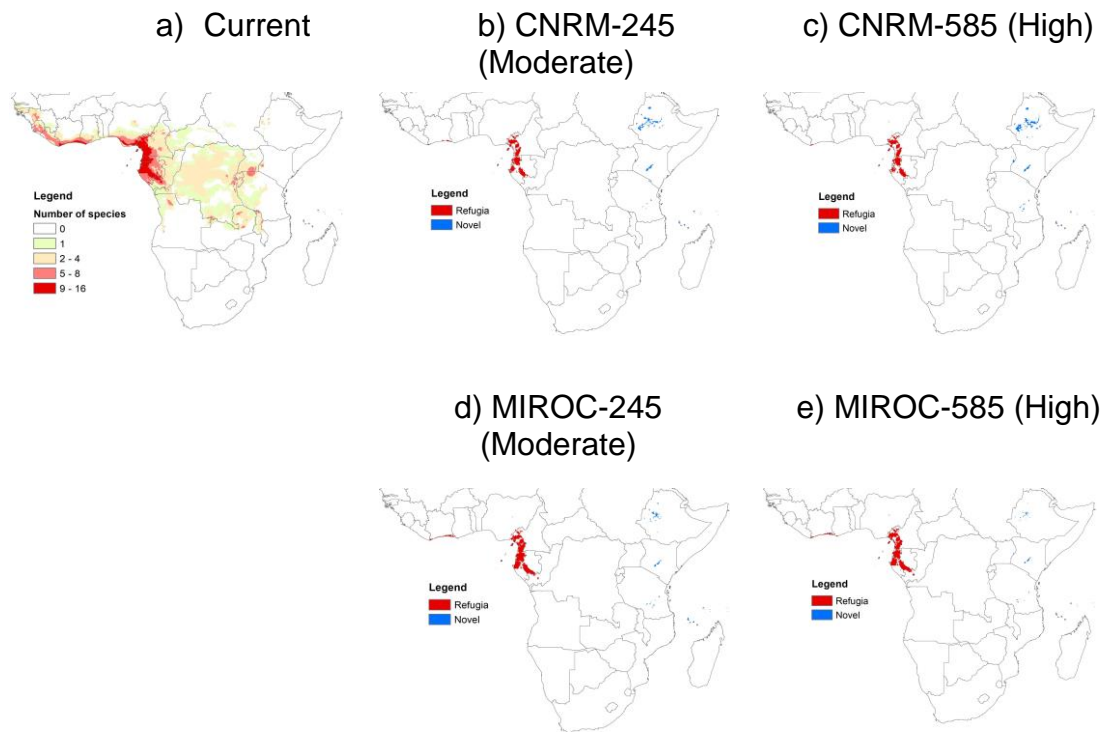 a) Current
b) CNRM-245
(Moderate)
c) CNRM-585 (High)
Legend
Number of species
0
1
2 - 4
5 - 8
9 - 16
Legend
Refugia
Novel
Legend
Refugia
Novel
d) MIROC-245
(Moderate)
e) MIROC-585 (High)
Legend
Refugia
Novel
Legend
Refugia
Novel